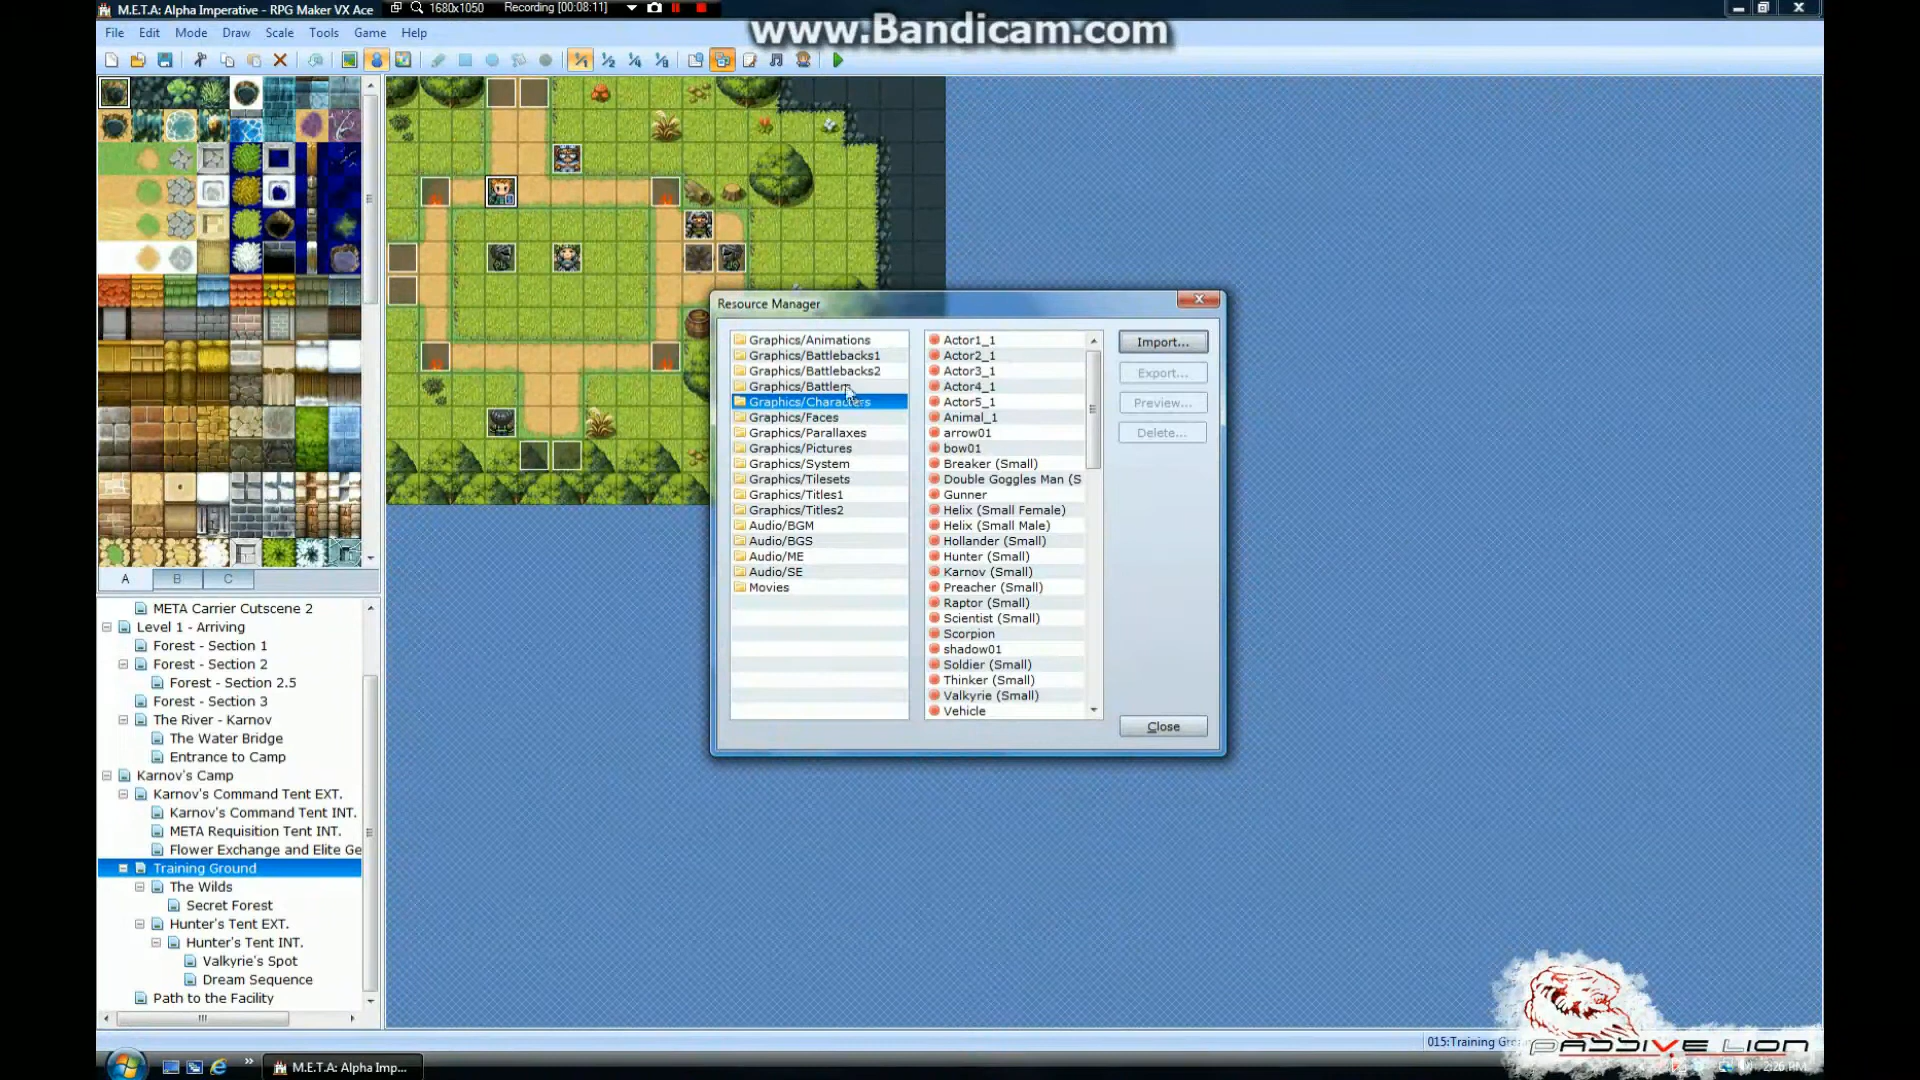 M.E.T.A: Alpha Imperative - RPG Maker VX Ace
1680x1050
Recording [00:08:11]
www.Bandicam.com
File Edit Mode Draw Scale Tools Game Help
Resource Manager
Graphics/Animations
Graphics/Battlebacks1
Graphics/Battlebacks2
Graphics/Battlers
Graphics/Characters
Graphics/Faces
Graphics/Parallaxes
Graphics/Pictures
Graphics/System
Graphics/Tilesets
Graphics/Titles1
Graphics/Titles2
Audio/BGM
Audio/BGS
Audio/ME
Audio/SE
Movies
Actor1_1
Actor2_1
Actor3_1
Actor4_1
Actor5_1
Animal_1
arrow01
bow01
Breaker (Small)
Double Goggles Man (S
Gunner
Helix (Small Female)
Helix (Small Male)
Hollander (Small)
Hunter (Small)
Karnov (Small)
Preacher (Small)
Raptor (Small)
Scientist (Small)
Scorpion
shadow01
Soldier (Small)
Thinker (Small)
Valkyrie (Small)
Vehicle
Import...
Export...
Preview...
Delete...
Close
A B C
META Carrier Cutscene 2
Level 1 - Arriving
Forest - Section 1
Forest - Section 2
Forest - Section 2.5
Forest - Section 3
The River - Karnov
The Water Bridge
Entrance to Camp
Karnov's Camp
Karnov's Command Tent EXT.
Karnov's Command Tent INT.
META Requisition Tent INT.
Flower Exchange and Elite Ge
Training Ground
The Wilds
Secret Forest
Hunter's Tent EXT.
Hunter's Tent INT.
Valkyrie's Spot
Dream Sequence
Path to the Facility
015:Training
PASSIVE LION
M.E.T.A: Alpha Imp...
2:26 PM